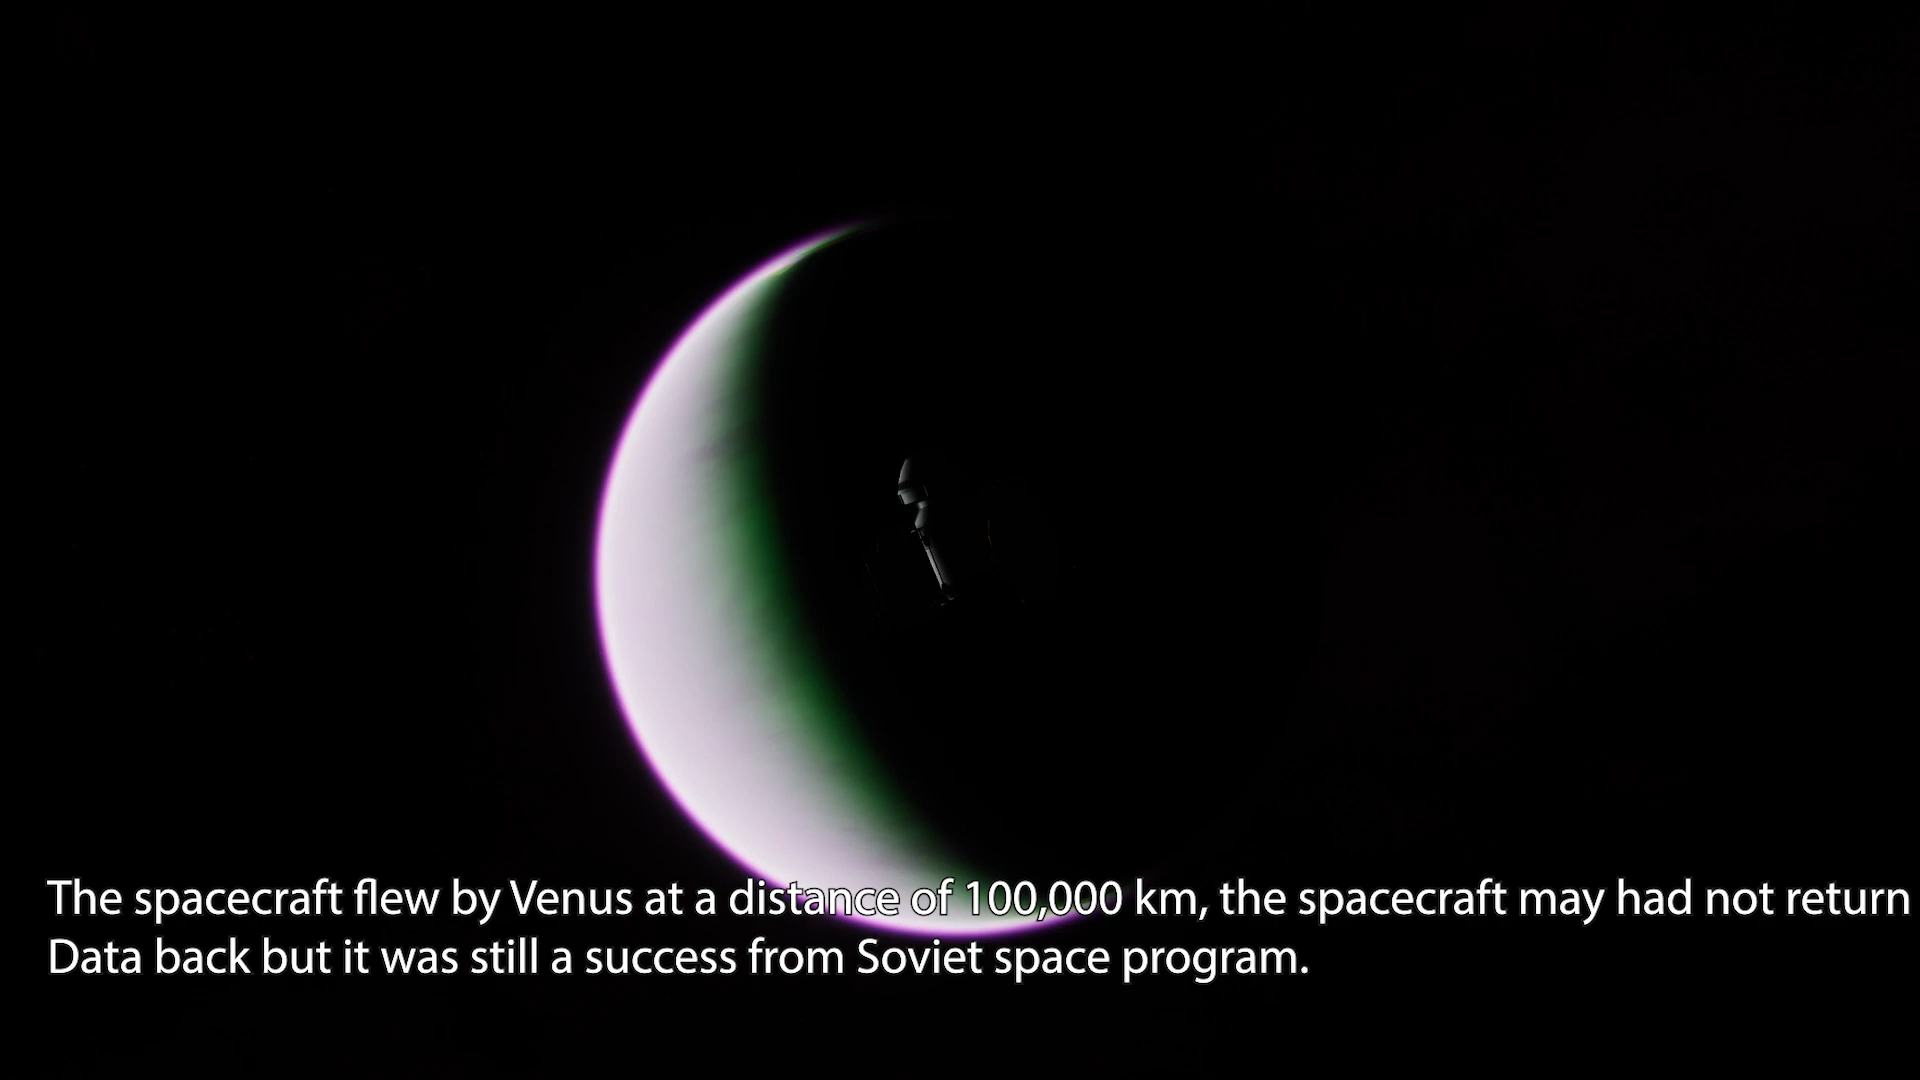 The spacecraft flew by Venus at a distance of 100,000 km, the spacecraft may had not return
Data back but it was still a success from Soviet space program.